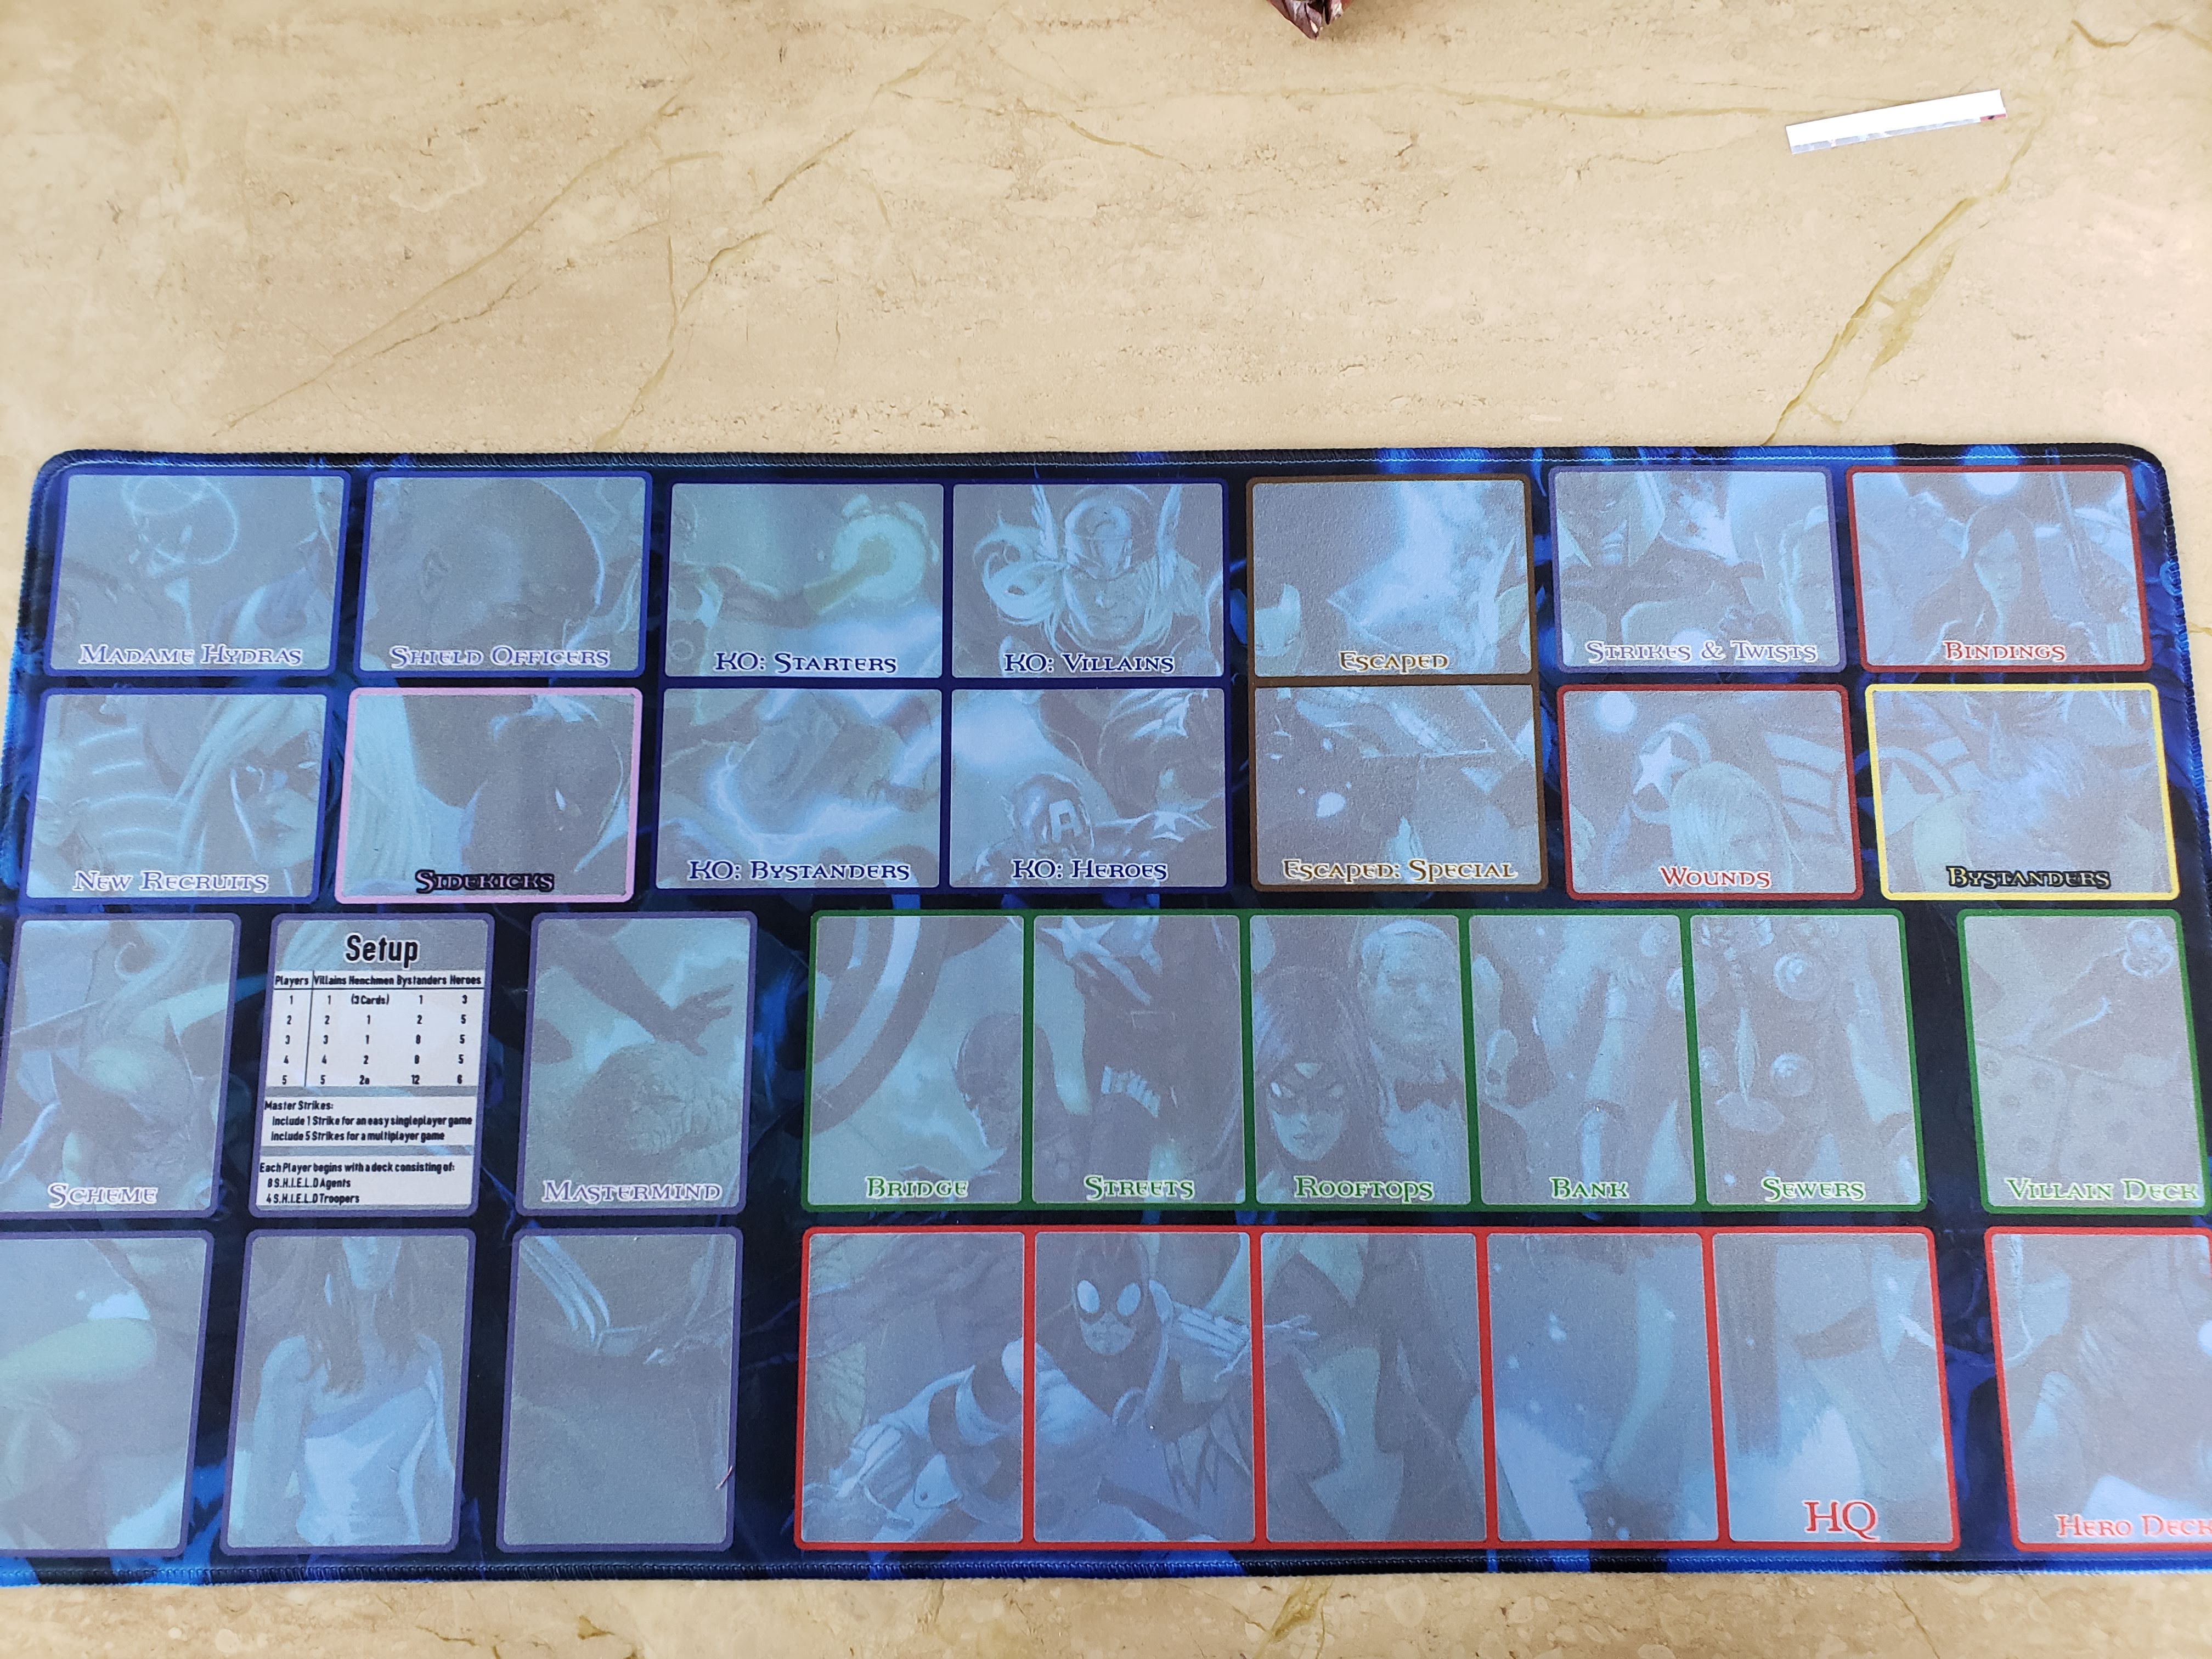 MADAME HYDRAS
SHIELD OFFICERS
KO: STARTERS
KO: VILLAINS
ESCAPED
STRIKES & TWISTS
BINDINGS
NEW RECRUITS
SIDEKICKS
KO: BYSTANDERS
KO: HEROES
ESCAPED: SPECIAL
WOUNDS
BYSTANDERS
SCHEME
Setup
Players Villains Henchmen Bystanders Heroes
1 1 (3 Cards) 1 3
2 2 1 2 5
3 3 1 8 5
4 4 2 8 5
5 5 2a 12 6
Master Strikes:
Include 1 Strike for an easy singleplayer game
Include 5 Strikes for a multiplayer game
Each Player begins with a deck consisting of:
8 S.H.I.E.L.D Agents
4 S.H.I.E.L.D Troopers
MASTERMIND
BRIDGE
STREETS
ROOFTOPS
BANK
SEWERS
VILLAIN DECK
HQ
HERO DECK